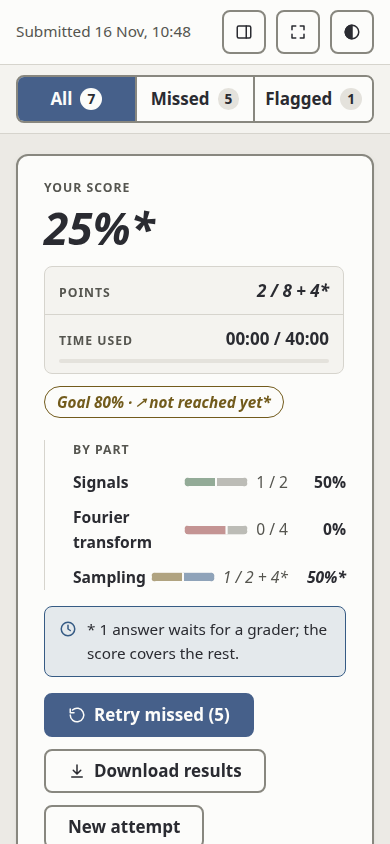 Submitted 16 Nov, 10:48
All 7 Missed 5 Flagged 1
YOUR SCORE
25%*
POINTS 2 / 8 + 4*
TIME USED 00:00 / 40:00
Goal 80% · ↗ not reached yet*
BY PART
Signals 1 / 2 50%
Fourier
transform 0 / 4 0%
Sampling 1 / 2 + 4* 50%*
* 1 answer waits for a grader; the
score covers the rest.
Retry missed (5)
Download results
New attempt